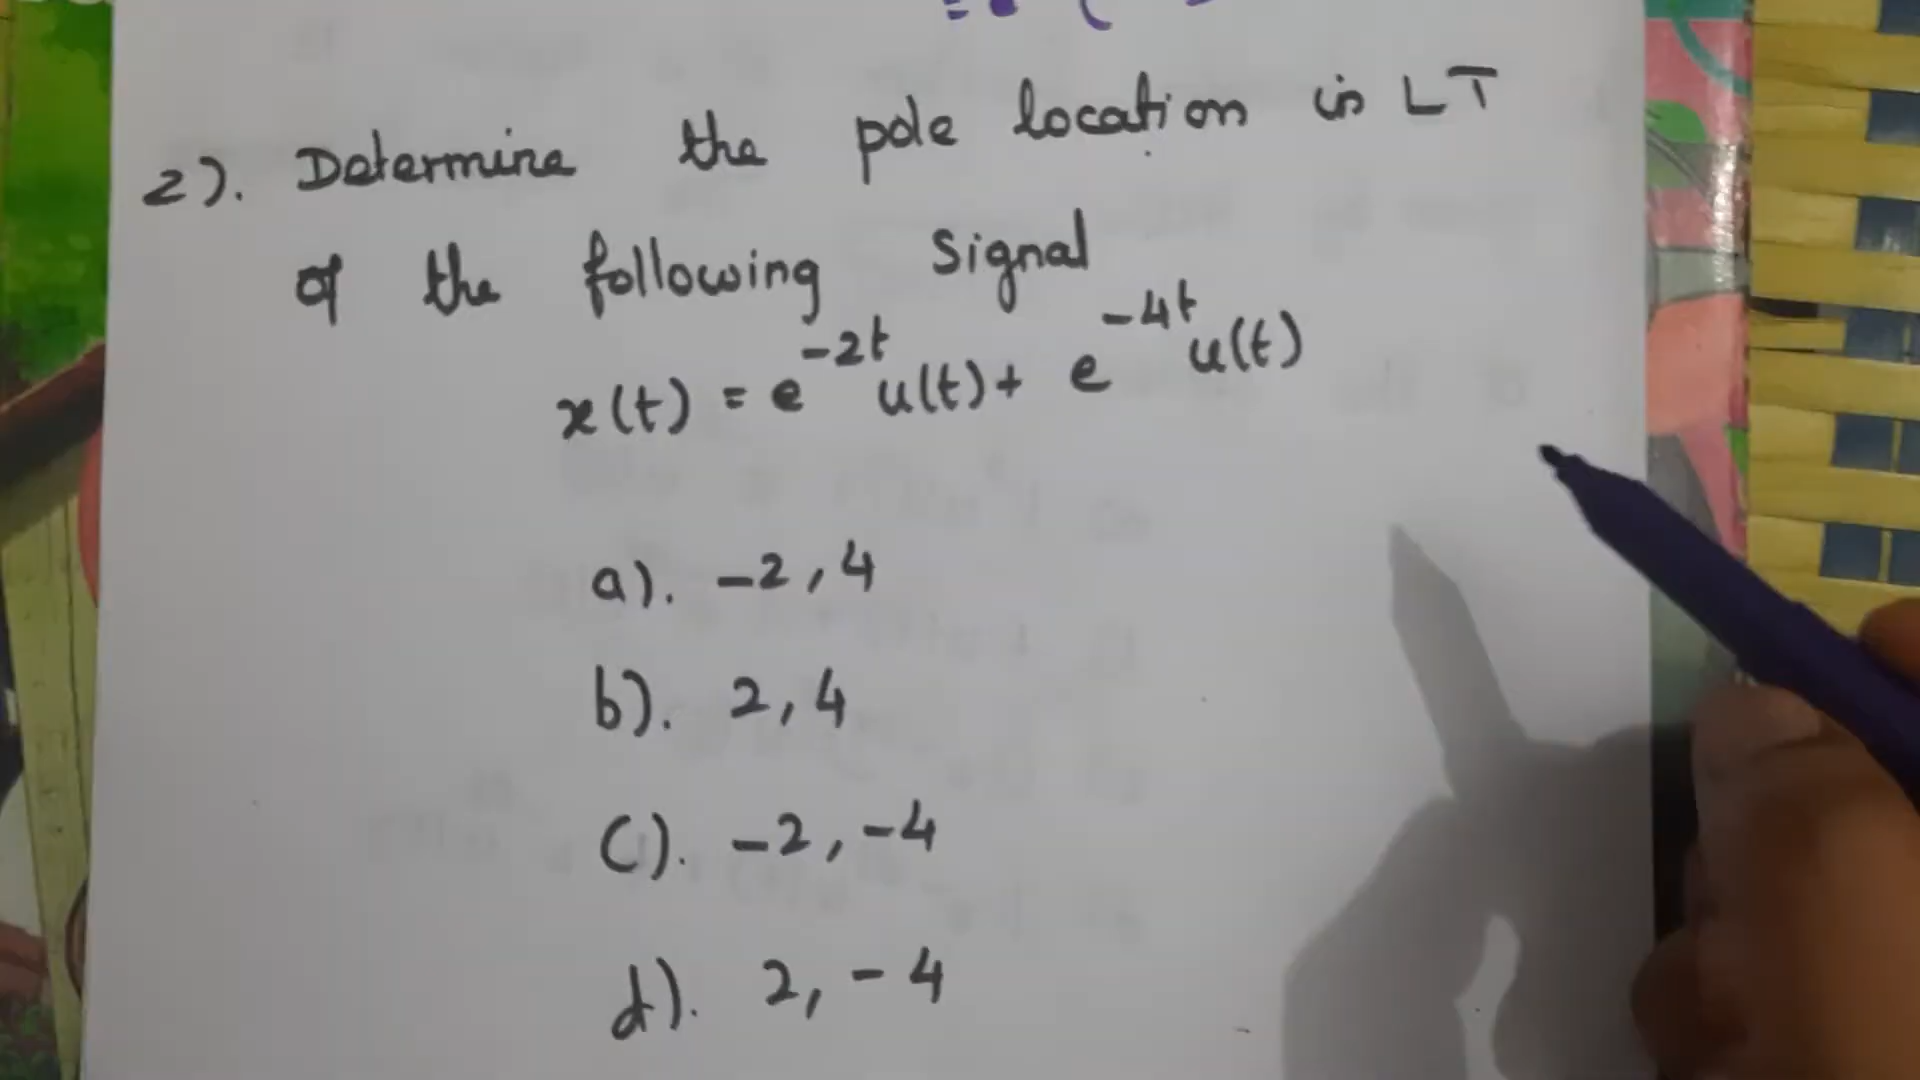 2). Determine the pole location in LT
of the following signal
x(t) = e^{-2t} u(t) + e^{-4t} u(t)
a). -2, 4
b). 2, 4
c). -2, -4
d). 2, -4